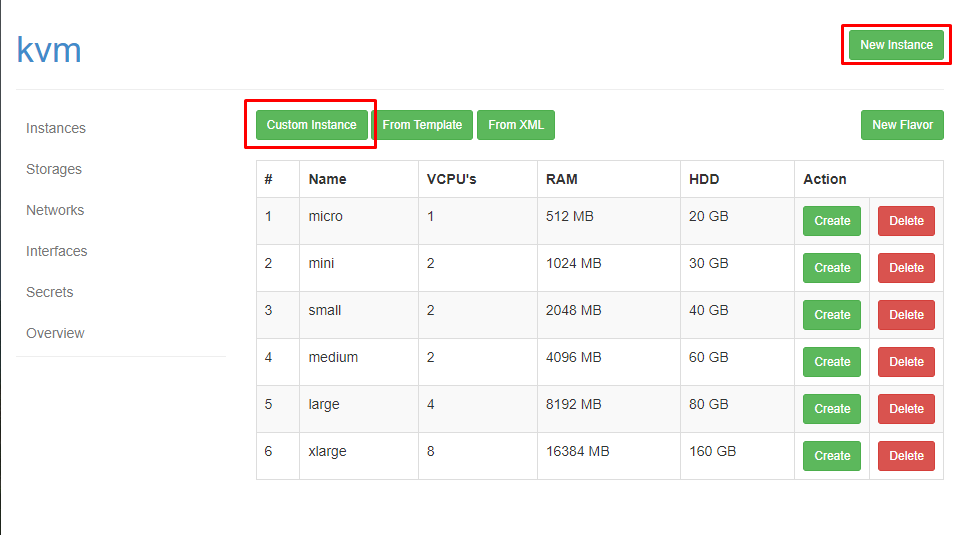 kvm
New Instance
Instances
Storages
Networks
Interfaces
Secrets
Overview
Custom Instance From Template From XML New Flavor
# Name VCPU's RAM HDD Action
1 micro 1 512 MB 20 GB Create Delete
2 mini 2 1024 MB 30 GB Create Delete
3 small 2 2048 MB 40 GB Create Delete
4 medium 2 4096 MB 60 GB Create Delete
5 large 4 8192 MB 80 GB Create Delete
6 xlarge 8 16384 MB 160 GB Create Delete